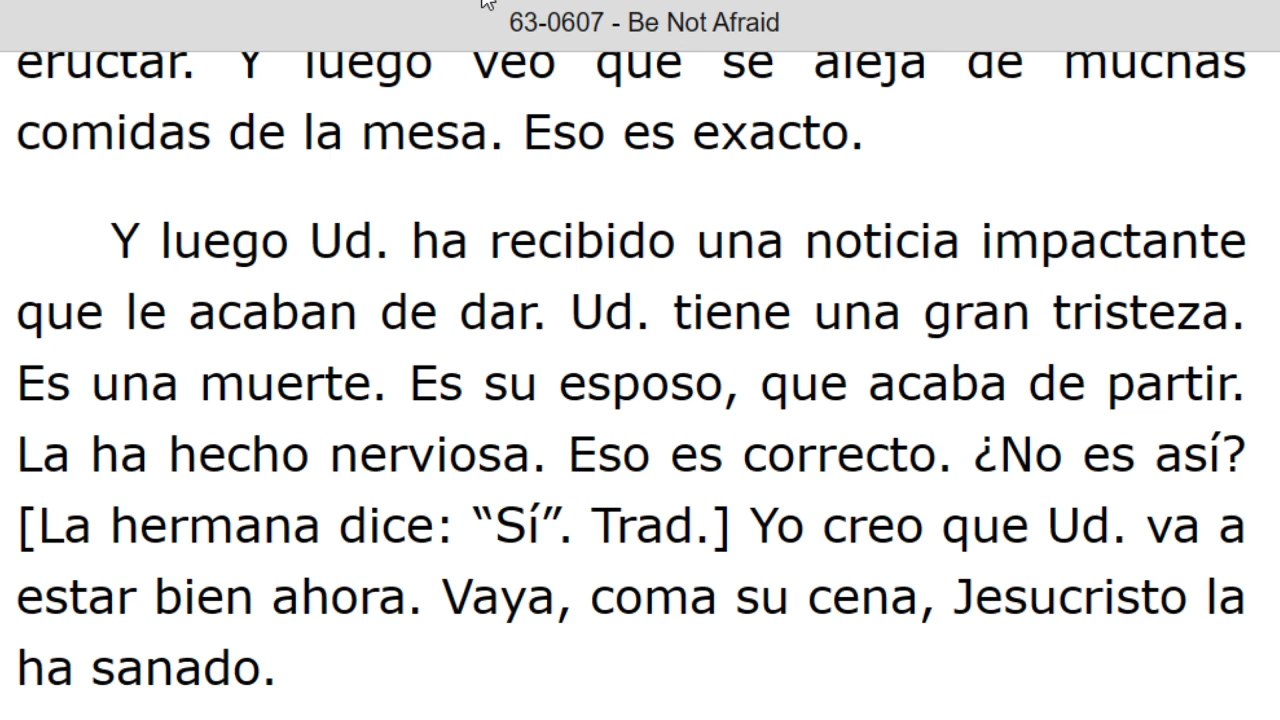 63-0607 - Be Not Afraid
eructar. Y luego veo que se aleja de muchas
comidas de la mesa. Eso es exacto.
Y luego Ud. ha recibido una noticia impactante
que le acaban de dar. Ud. tiene una gran tristeza.
Es una muerte. Es su esposo, que acaba de partir.
La ha hecho nerviosa. Eso es correcto. ¿No es así?
[La hermana dice: “Sí”. Trad.] Yo creo que Ud. va a
estar bien ahora. Vaya, coma su cena, Jesucristo la
ha sanado.